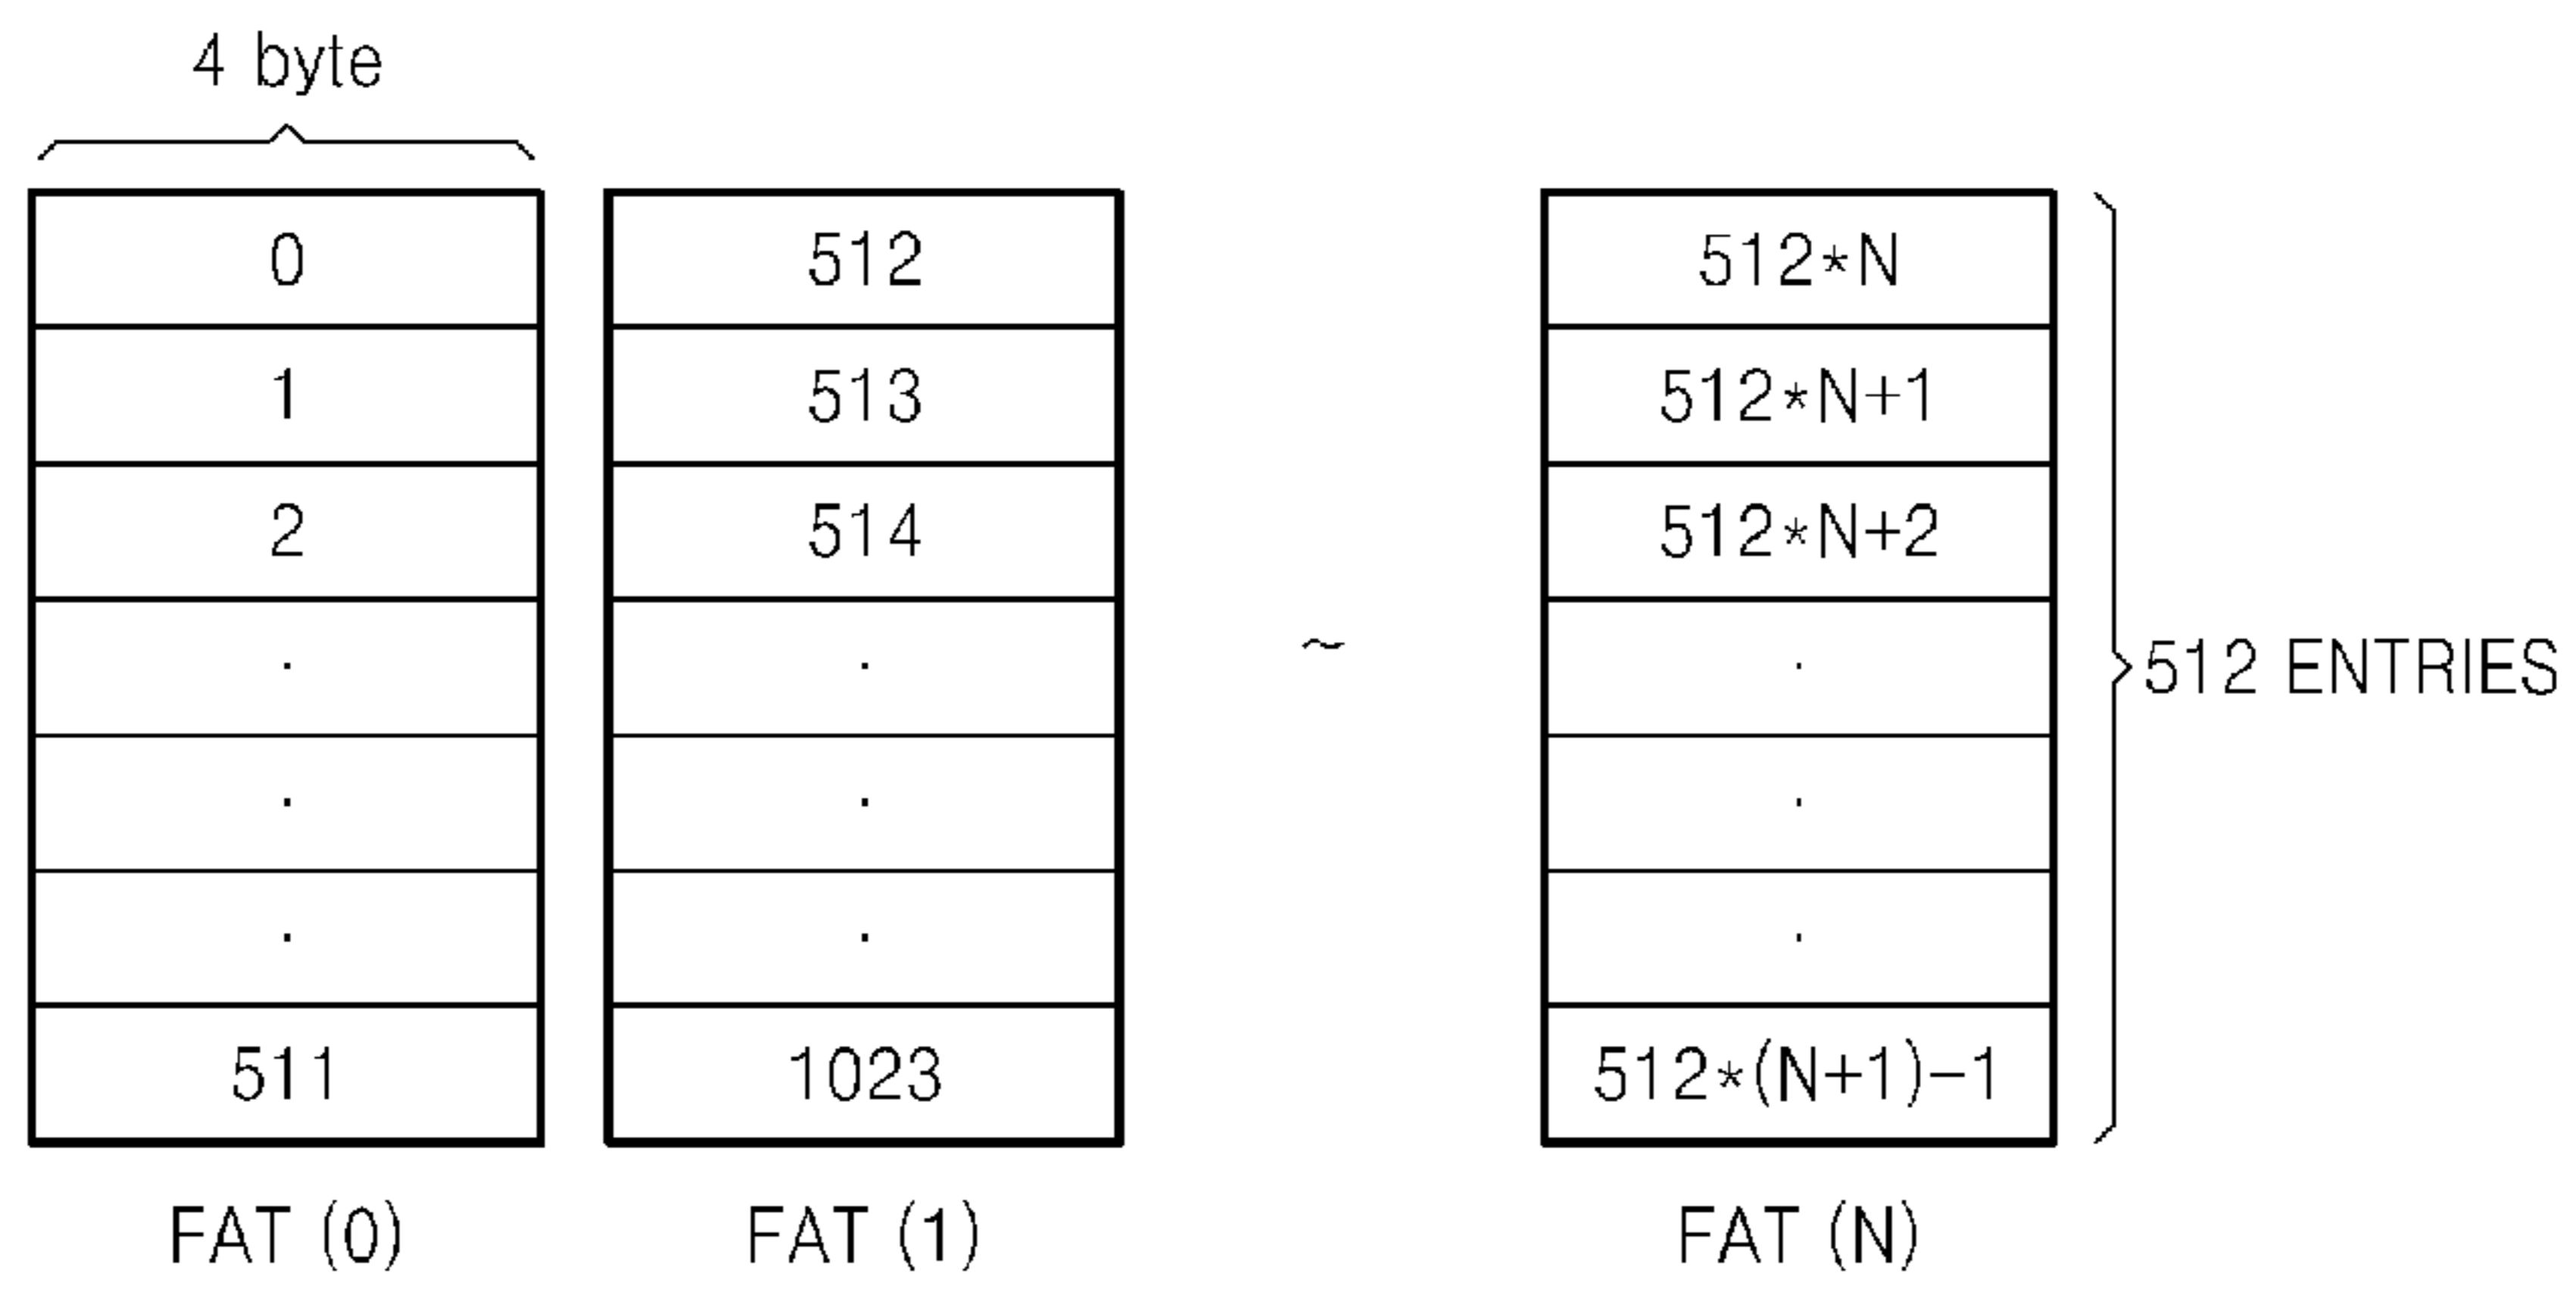 4 byte
0
1
2
.
.
.
511
FAT (0)
512
513
514
.
.
.
1023
FAT (1)
~
512*N
512*N+1
512*N+2
.
.
.
512*(N+1)-1
FAT (N)
512 ENTRIES